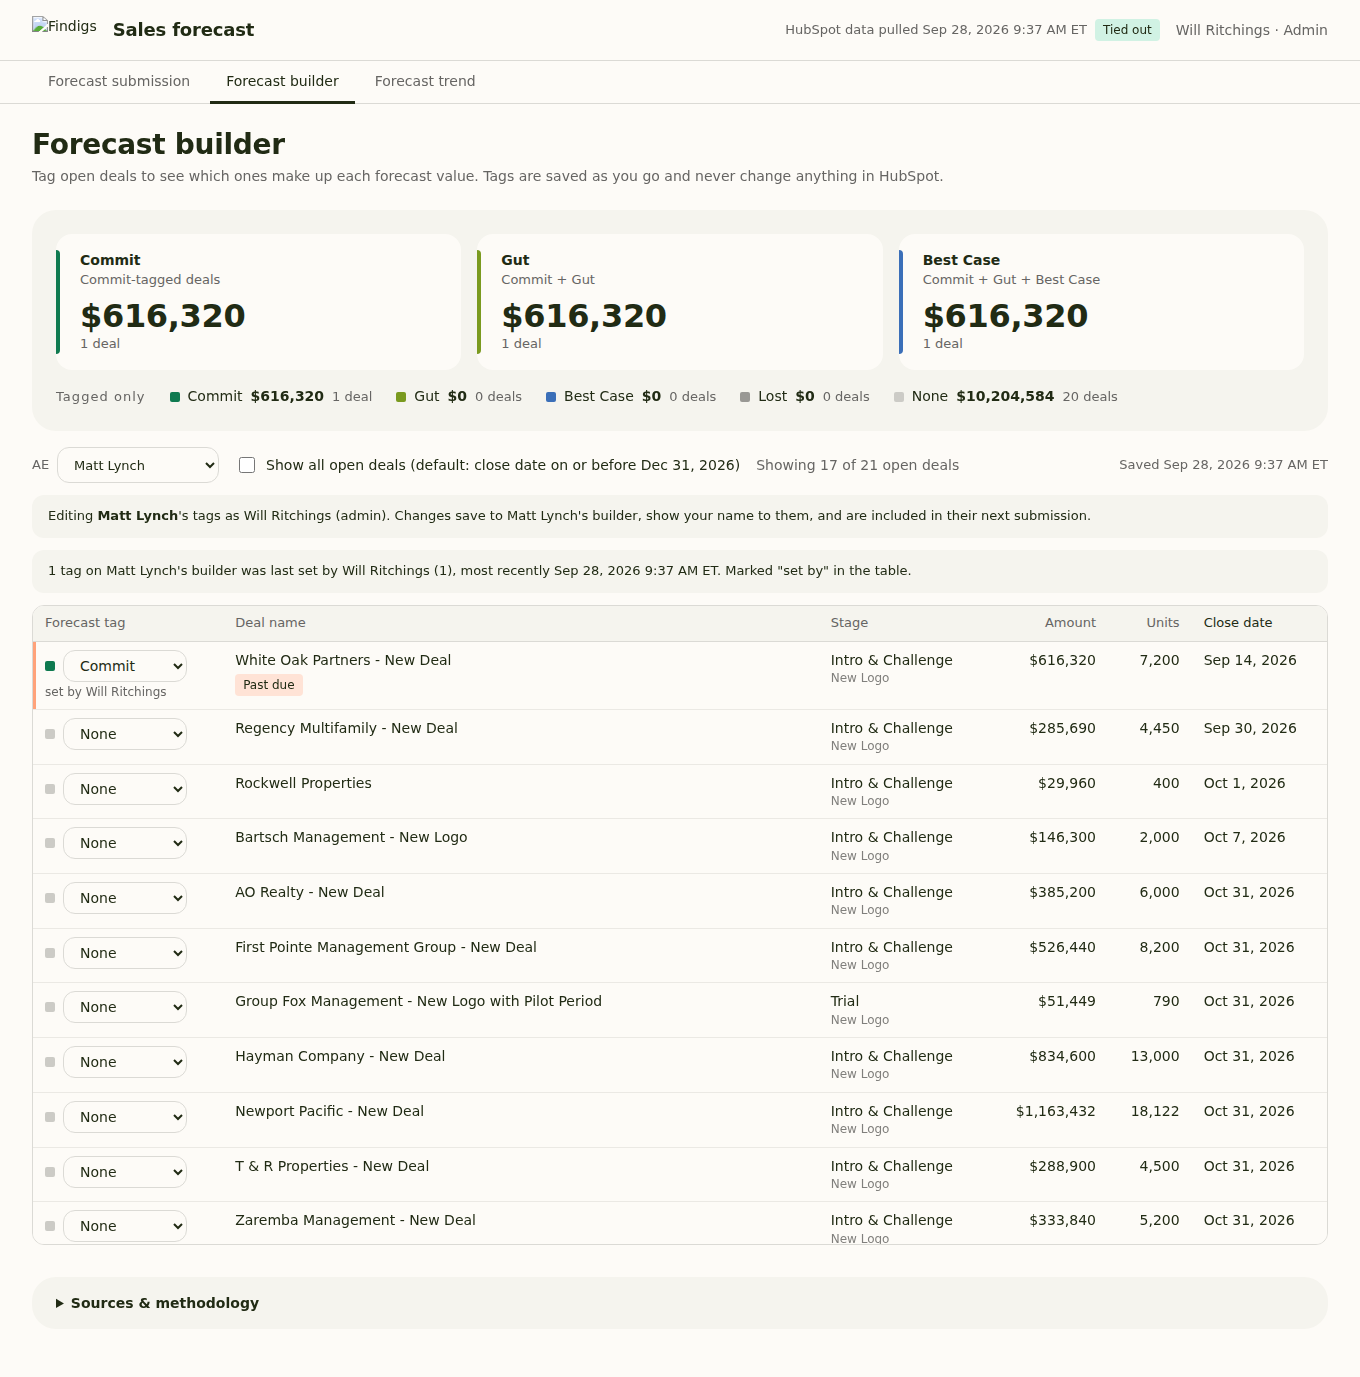 Findigs
Sales forecast
HubSpot data pulled Sep 28, 2026 9:37 AM ET
Tied out
Will Ritchings · Admin
Forecast submission
Forecast builder
Forecast trend
Forecast builder
Tag open deals to see which ones make up each forecast value. Tags are saved as you go and never change anything in HubSpot.
Commit
Commit-tagged deals
$616,320
1 deal
Gut
Commit + Gut
$616,320
1 deal
Best Case
Commit + Gut + Best Case
$616,320
1 deal
Tagged only Commit $616,320 1 deal Gut $0 0 deals Best Case $0 0 deals Lost $0 0 deals None $10,204,584 20 deals
AE Matt Lynch Show all open deals (default: close date on or before Dec 31, 2026) Showing 17 of 21 open deals Saved Sep 28, 2026 9:37 AM ET
Editing Matt Lynch's tags as Will Ritchings (admin). Changes save to Matt Lynch's builder, show your name to them, and are included in their next submission.
1 tag on Matt Lynch's builder was last set by Will Ritchings (1), most recently Sep 28, 2026 9:37 AM ET. Marked "set by" in the table.
Forecast tag Deal name Stage Amount Units Close date
Commit White Oak Partners - New Deal Intro & Challenge $616,320 7,200 Sep 14, 2026
set by Will Ritchings Past due New Logo
None Regency Multifamily - New Deal Intro & Challenge $285,690 4,450 Sep 30, 2026
New Logo
None Rockwell Properties Intro & Challenge $29,960 400 Oct 1, 2026
New Logo
None Bartsch Management - New Logo Intro & Challenge $146,300 2,000 Oct 7, 2026
New Logo
None AO Realty - New Deal Intro & Challenge $385,200 6,000 Oct 31, 2026
New Logo
None First Pointe Management Group - New Deal Intro & Challenge $526,440 8,200 Oct 31, 2026
New Logo
None Group Fox Management - New Logo with Pilot Period Trial $51,449 790 Oct 31, 2026
New Logo
None Hayman Company - New Deal Intro & Challenge $834,600 13,000 Oct 31, 2026
New Logo
None Newport Pacific - New Deal Intro & Challenge $1,163,432 18,122 Oct 31, 2026
New Logo
None T & R Properties - New Deal Intro & Challenge $288,900 4,500 Oct 31, 2026
New Logo
None Zaremba Management - New Deal Intro & Challenge $333,840 5,200 Oct 31, 2026
New Logo
Sources & methodology